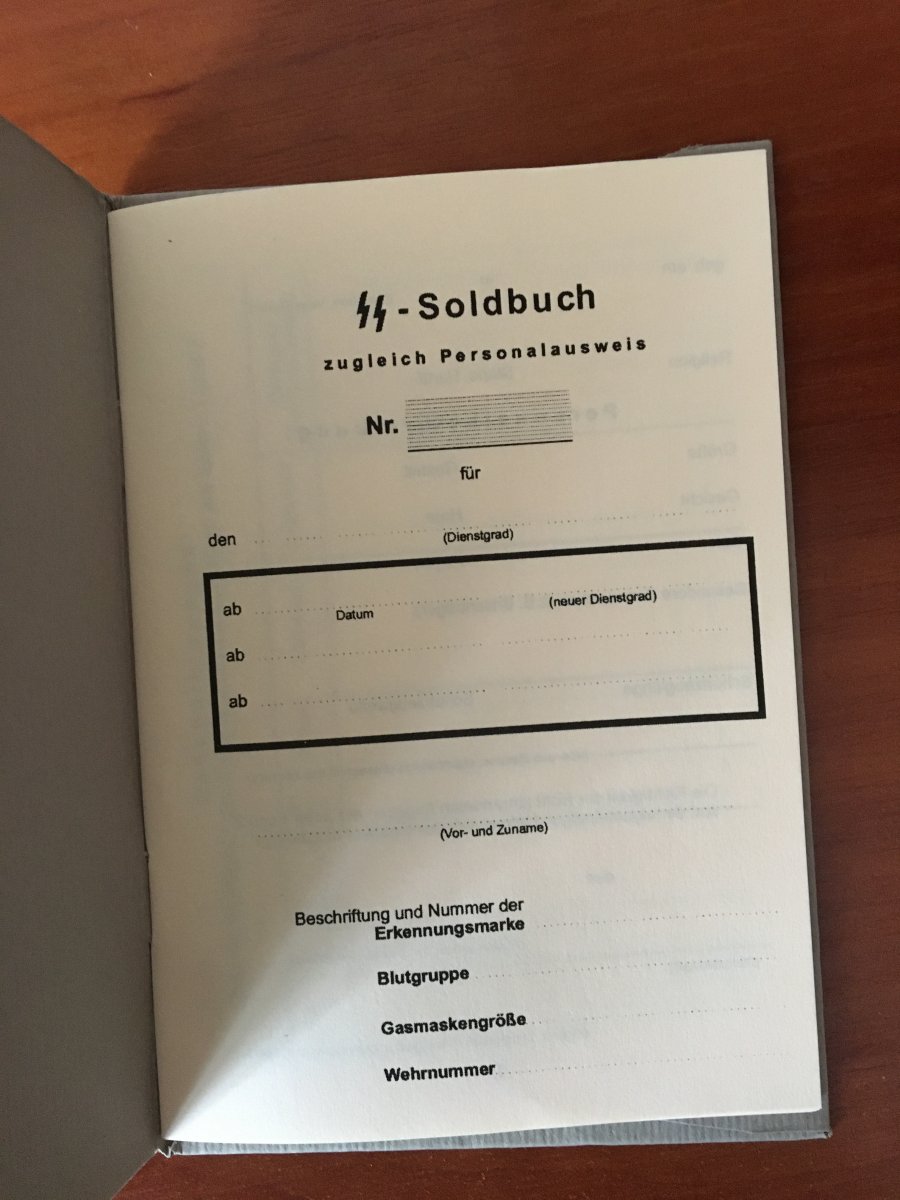 ᛋᛋ-Soldbuch
zugleich Personalausweis
Nr.
für
den
(Dienstgrad)
ab
Datum (neuer Dienstgrad)
ab
ab
(Vor- und Zuname)
Beschriftung und Nummer der
Erkennungsmarke
Blutgruppe
Gasmaskengröße
Wehrnummer